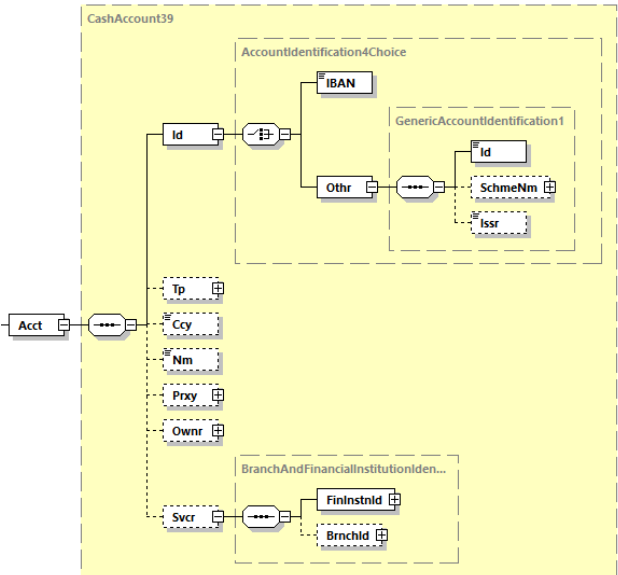 CashAccount39
AccountIdentification4Choice
IBAN
GenericAccountIdentification1
Id
Id
Othr
SchmeNm
Issr
Tp
Acct
Ccy
Nm
Prxy
Ownr
BranchAndFinancialInstitutionIden...
FinInstnId
Svcr
BrnchId